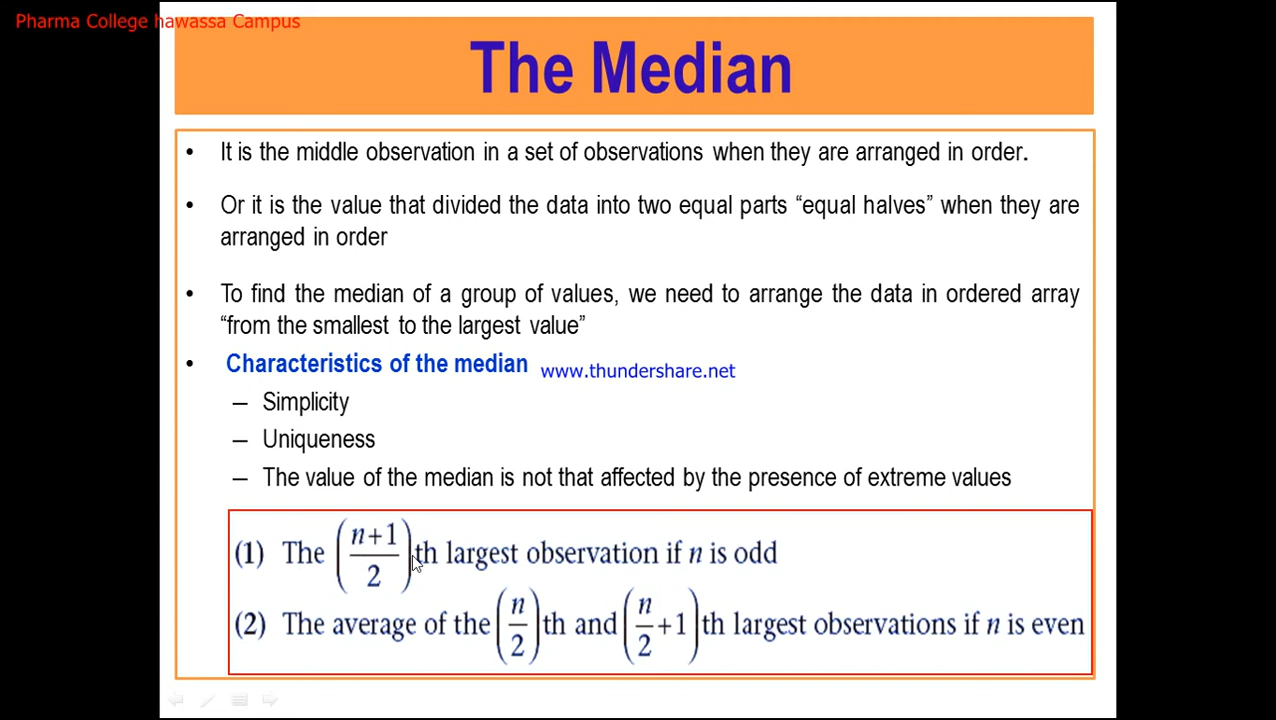 Pharma College hawassa Campus
The Median
• It is the middle observation in a set of observations when they are arranged in order.
• Or it is the value that divided the data into two equal parts “equal halves” when they are
arranged in order
• To find the median of a group of values, we need to arrange the data in ordered array
“from the smallest to the largest value”
• Characteristics of the median www.thundershare.net
– Simplicity
– Uniqueness
– The value of the median is not that affected by the presence of extreme values
(1) The (n+1/2)th largest observation if n is odd
(2) The average of the (n/2)th and (n/2+1)th largest observations if n is even